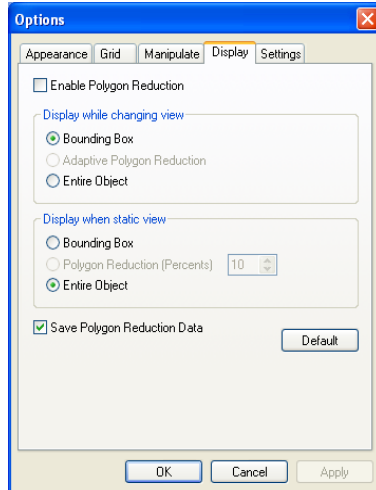 Options
Appearance Grid Manipulate Display Settings
Enable Polygon Reduction
Display while changing view
Bounding Box
Adaptive Polygon Reduction
Entire Object
Display when static view
Bounding Box
Polygon Reduction (Percents) 10
Entire Object
Save Polygon Reduction Data
Default
OK Cancel Apply